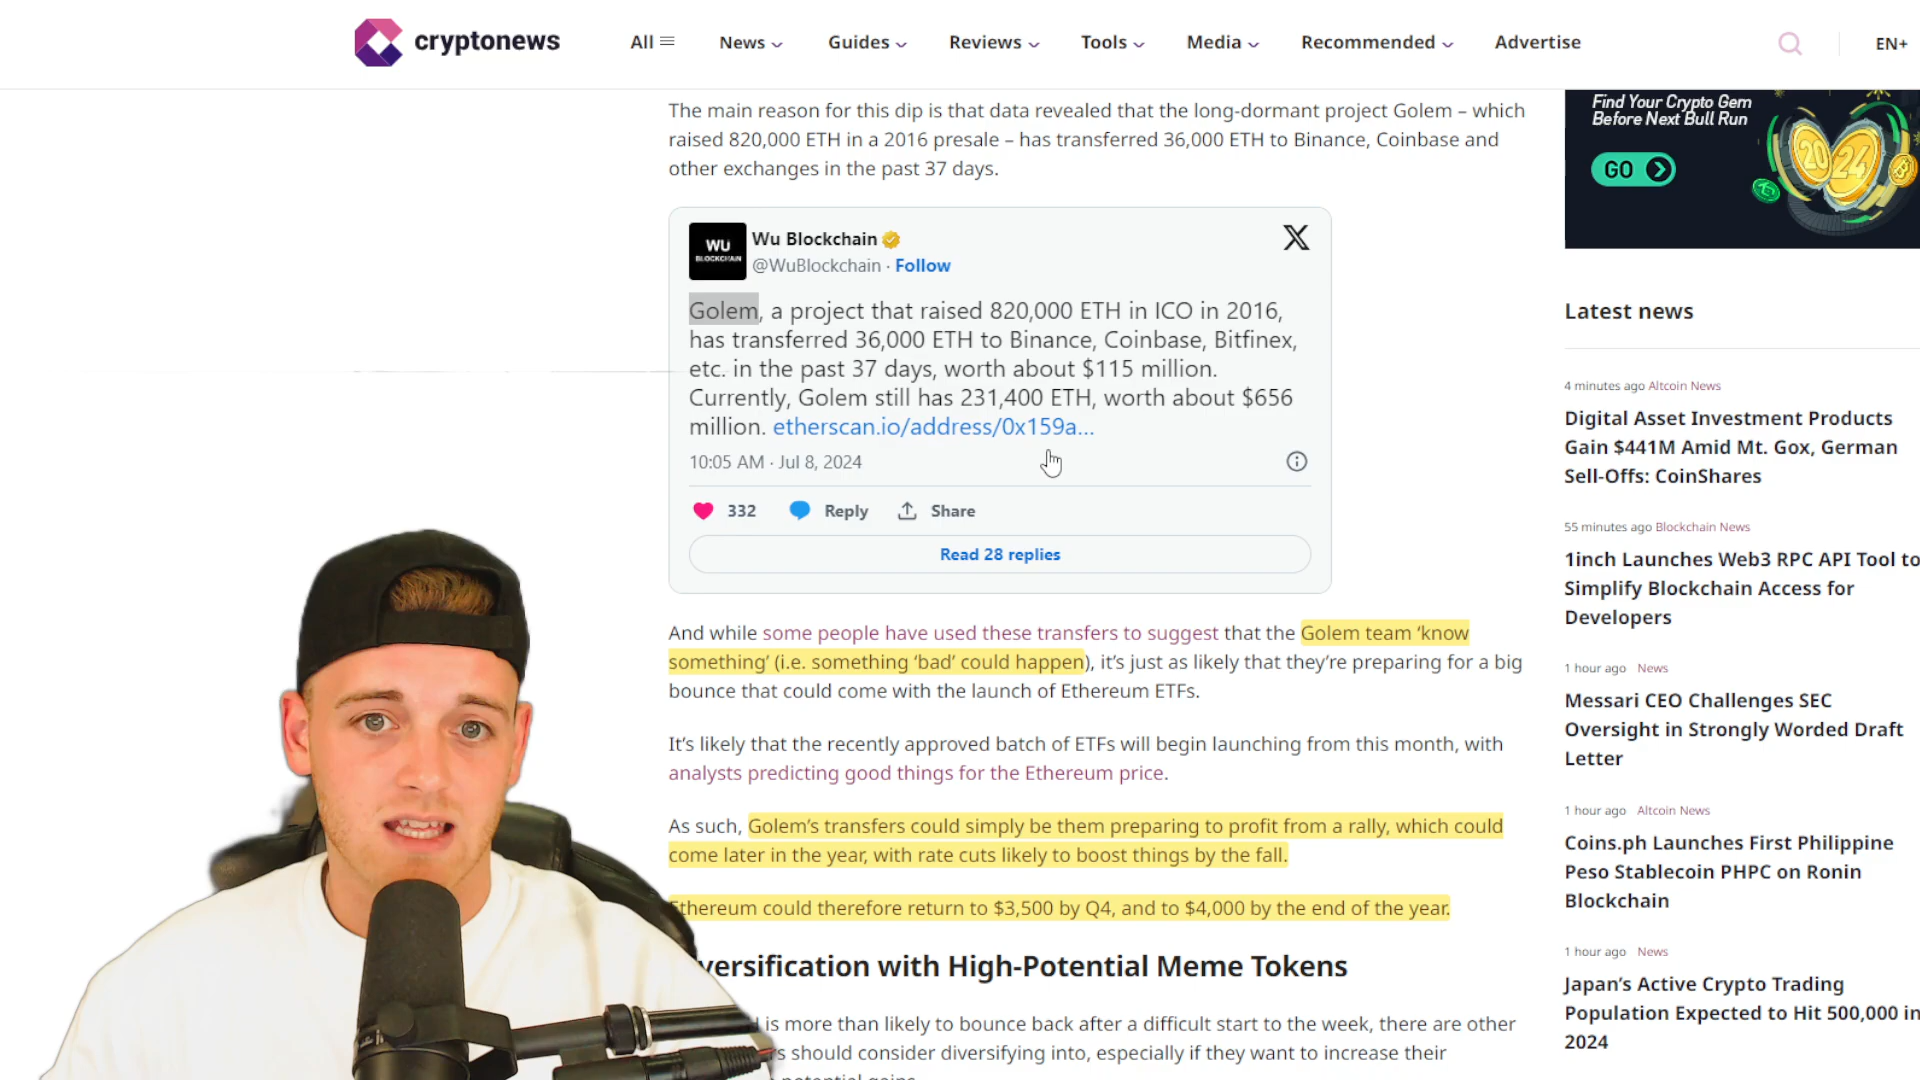 cryptonews
All
News
Guides
Reviews
Tools
Media
Recommended
Advertise
EN+
The main reason for this dip is that data revealed that the long-dormant project Golem – which
raised 820,000 ETH in a 2016 presale – has transferred 36,000 ETH to Binance, Coinbase and
other exchanges in the past 37 days.
WU
BLOCKCHAIN
Wu Blockchain
@WuBlockchain · Follow
Golem, a project that raised 820,000 ETH in ICO in 2016,
has transferred 36,000 ETH to Binance, Coinbase, Bitfinex,
etc. in the past 37 days, worth about $115 million.
Currently, Golem still has 231,400 ETH, worth about $656
million. etherscan.io/address/0x159a...
10:05 AM · Jul 8, 2024
332
Reply
Share
Read 28 replies
And while some people have used these transfers to suggest that the Golem team ‘know
something’ (i.e. something ‘bad’ could happen), it’s just as likely that they’re preparing for a big
bounce that could come with the launch of Ethereum ETFs.
It’s likely that the recently approved batch of ETFs will begin launching from this month, with
analysts predicting good things for the Ethereum price.
As such, Golem’s transfers could simply be them preparing to profit from a rally, which could
come later in the year, with rate cuts likely to boost things by the fall.
Ethereum could therefore return to $3,500 by Q4, and to $4,000 by the end of the year.
versification with High-Potential Meme Tokens
is more than likely to bounce back after a difficult start to the week, there are other
s should consider diversifying into, especially if they want to increase their
Find Your Crypto Gem
Before Next Bull Run
GO
20
24
Latest news
4 minutes ago Altcoin News
Digital Asset Investment Products
Gain $441M Amid Mt. Gox, German
Sell-Offs: CoinShares
55 minutes ago Blockchain News
1inch Launches Web3 RPC API Tool to
Simplify Blockchain Access for
Developers
1 hour ago News
Messari CEO Challenges SEC
Oversight in Strongly Worded Draft
Letter
1 hour ago Altcoin News
Coins.ph Launches First Philippine
Peso Stablecoin PHPC on Ronin
Blockchain
1 hour ago News
Japan’s Active Crypto Trading
Population Expected to Hit 500,000 in
2024